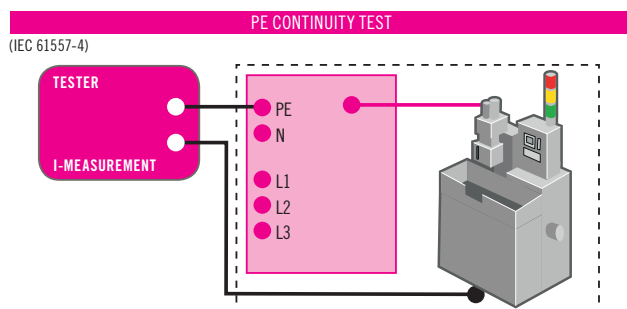 PE CONTINUITY TEST
(IEC 61557-4)
TESTER
PE
N
I-MEASUREMENT
L1
L2
L3